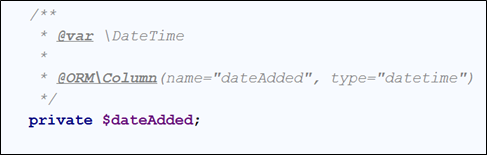 /**
 * @var \DateTime
 *
 * @ORM\Column(name="dateAdded", type="datetime")
 */
private $dateAdded;